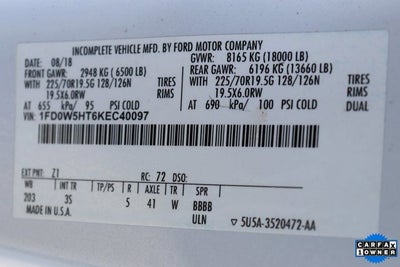 INCOMPLETE VEHICLE MFD. BY FORD MOTOR COMPANY
DATE: 08/18 GVWR: 8165 KG (18000 LB)
FRONT GAWR: 2948 KG (6500 LB) REAR GAWR: 6196 KG (13660 LB)
WITH 225/70R19.5G 128/126N TIRES WITH 225/70R19.5G 128/126N TIRES
19.5X6.0RW RIMS 19.5X6.0RW RIMS
AT 655 kPa/ 95 PSI COLD AT 690 kPa/ 100 PSI COLD DUAL
VIN: 1FD0W5HT6KEC40097
EXT PNT: Z1 RC: 72 DSO:
WB INT TR TP/PS R AXLE TR SPR
203 3S 5 41 W BBBB
MADE IN U.S.A. ULN ▽ 5U5A-3520472-AA
CARFAX
1 OWNER